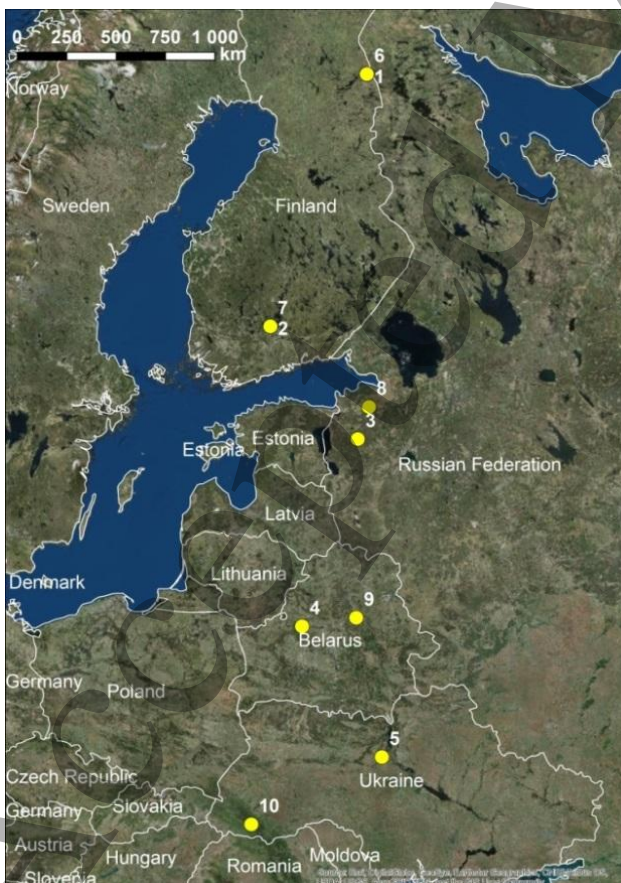 0 250 500 750 1 000
km
6
1
Norway
Sweden
Finland
7
2
8
3
Estonia
Estonia
Russian Federation
Latvia
Lithuania
Denmark
4
9
Belarus
Germany
Poland
5
Ukraine
Czech Republic
Slovakia
10
Germany
Austria
Hungary
Moldova
Romania
Slovenia